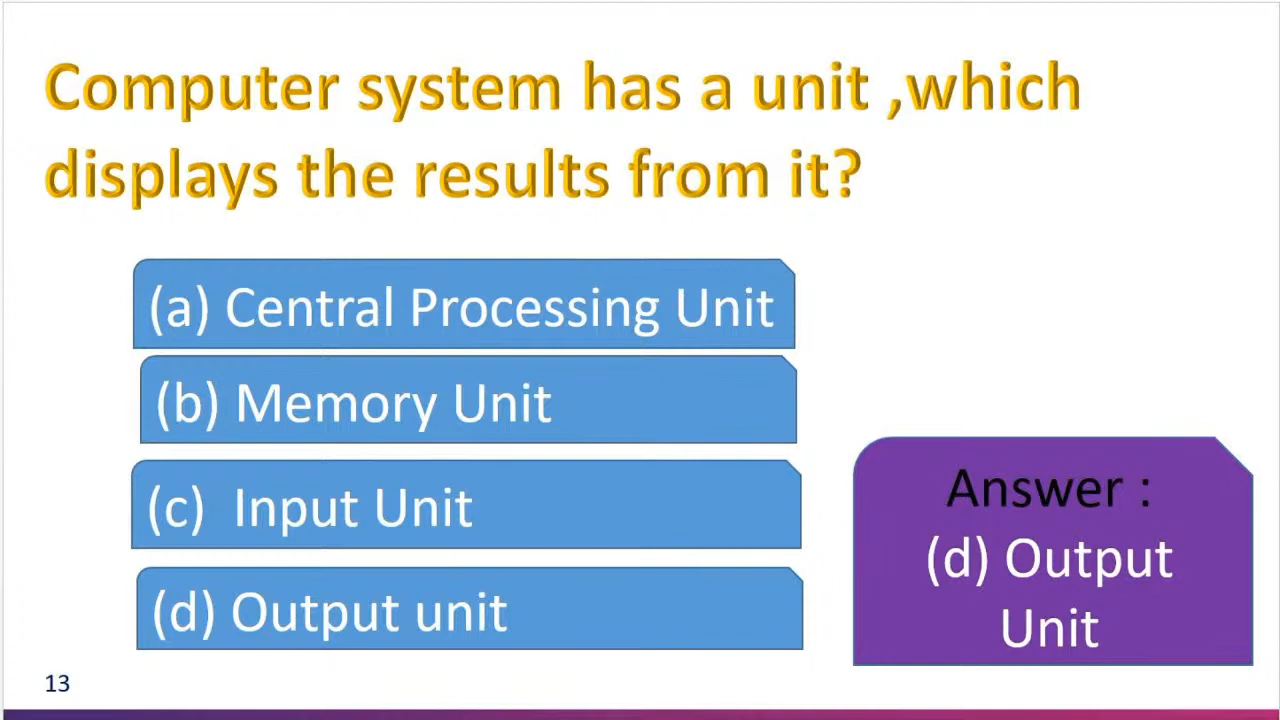 Computer system has a unit ,which
displays the results from it?
(a) Central Processing Unit
(b) Memory Unit
(c) Input Unit
(d) Output unit
Answer :
(d) Output
Unit
13